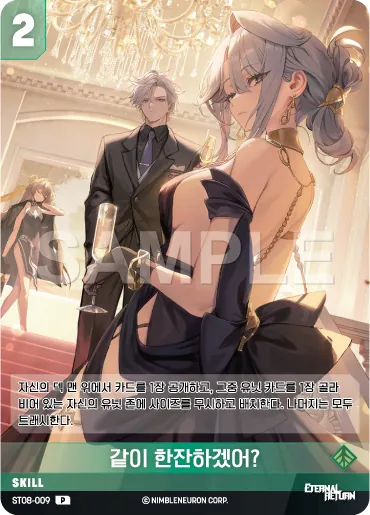 2
SAMPLE
자신의 덱 맨 위에서 카드를 1장 공개하고, 그중 유닛 카드를 1장 골라
비어 있는 자신의 유닛 존에 사이즈를 무시하고 배치한다. 나머지는 모두
트래시한다.
같이 한잔하겠어?
SKILL
ST08-009 P
© NIMBLENEURON CORP.
ETERNAL
RETURN